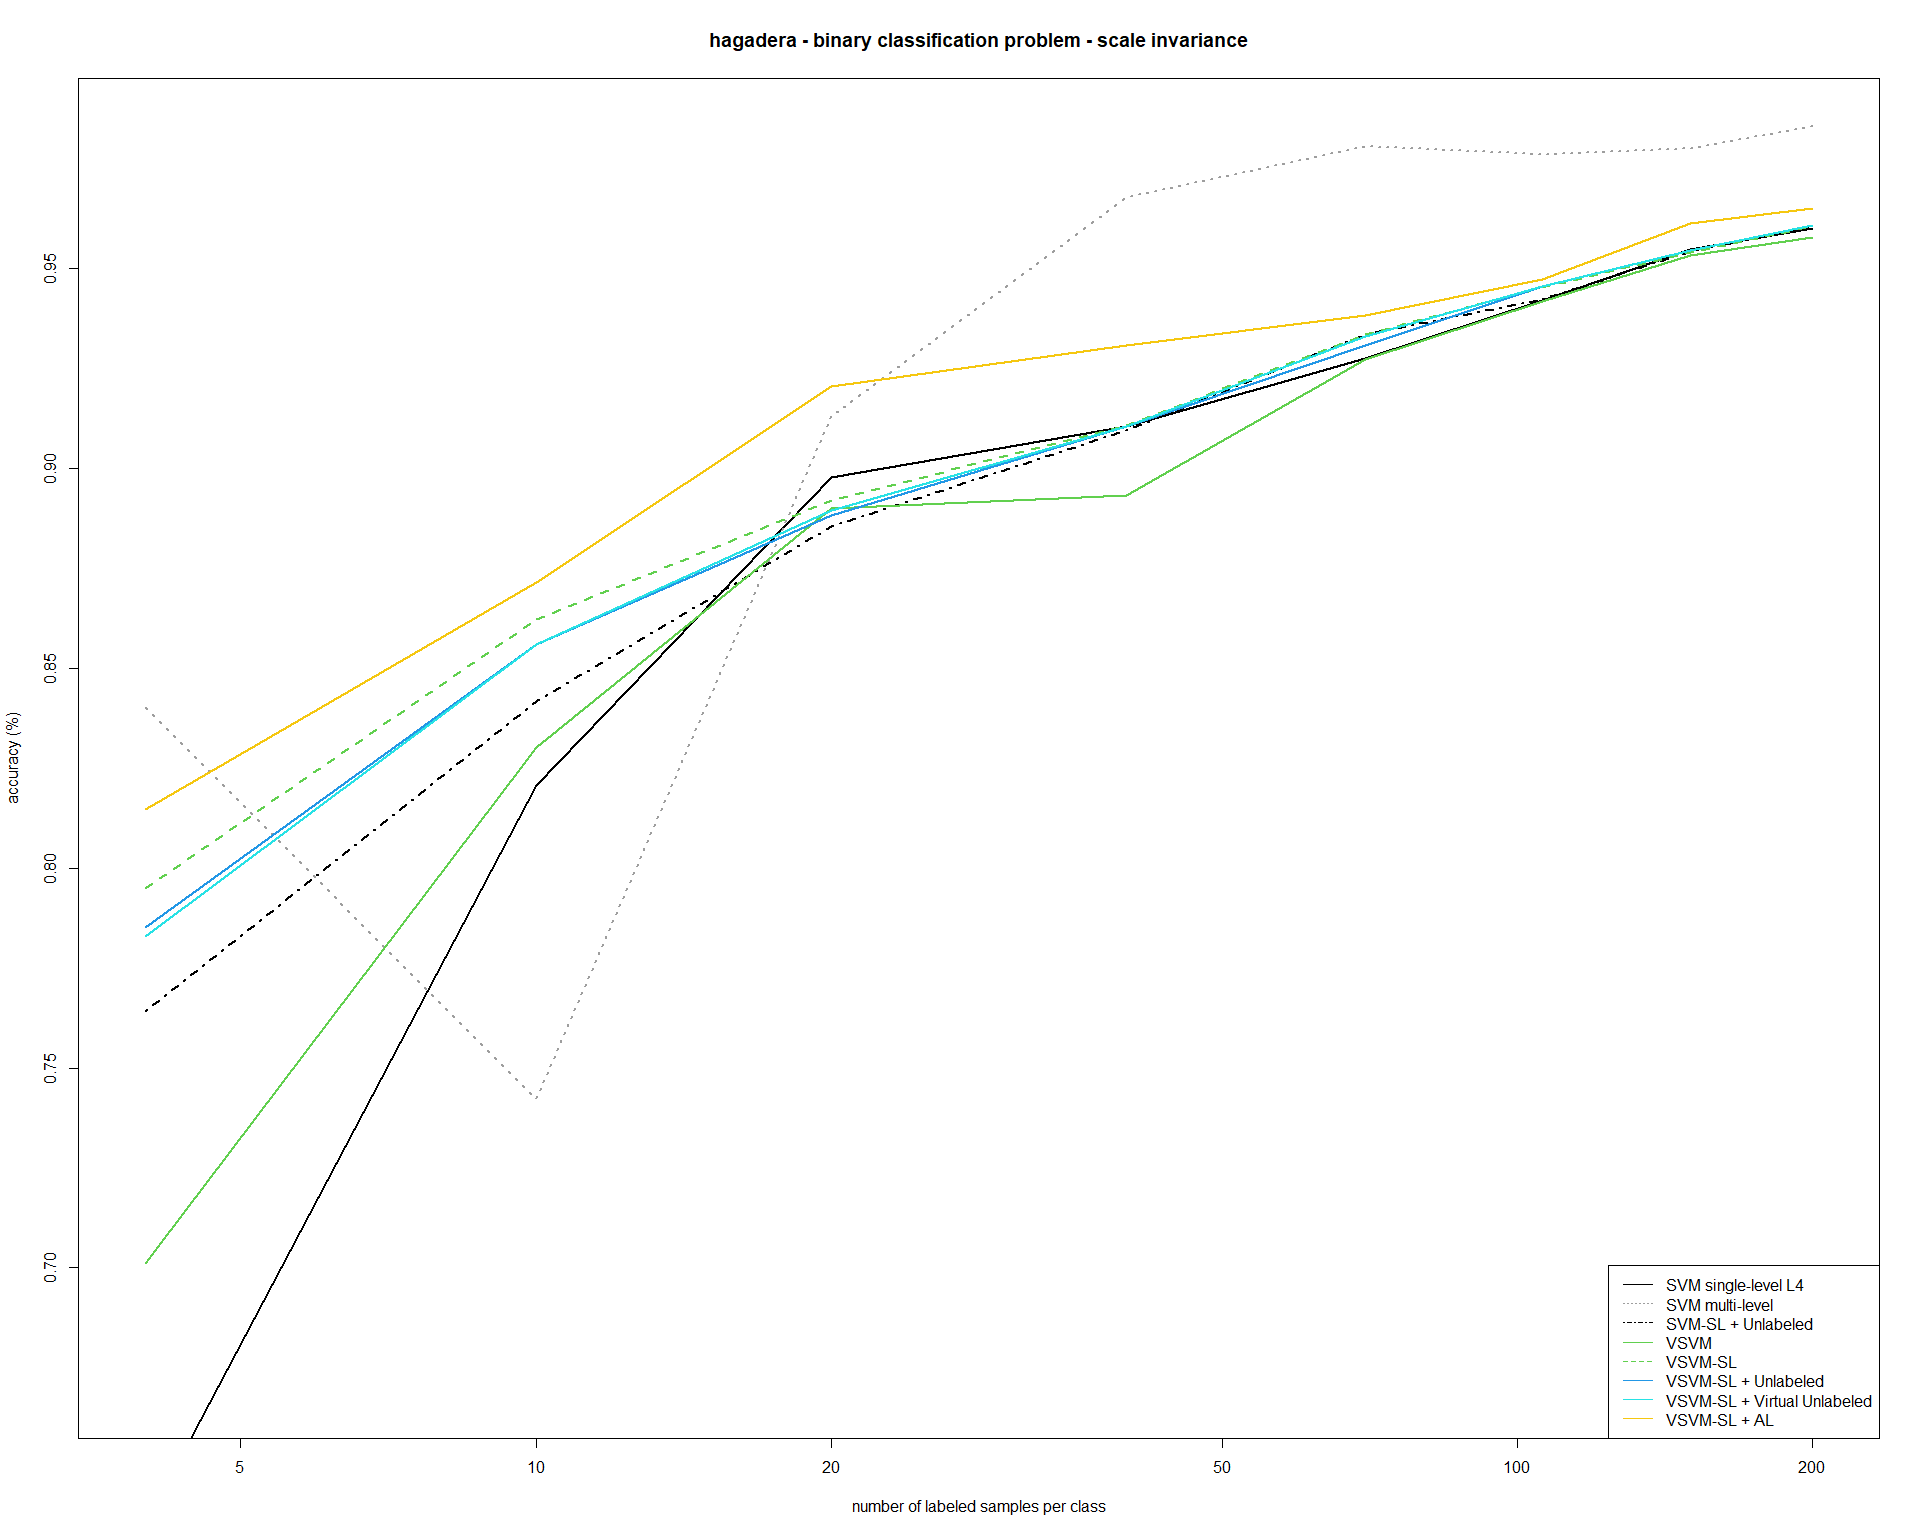 hagadera - binary classification problem - scale invariance
0.95
0.90
0.85
0.80
0.75
0.70
accuracy (%)
5 10 20 50 100 200
number of labeled samples per class
SVM single-level L4
SVM multi-level
SVM-SL + Unlabeled
VSVM
VSVM-SL
VSVM-SL + Unlabeled
VSVM-SL + Virtual Unlabeled
VSVM-SL + AL